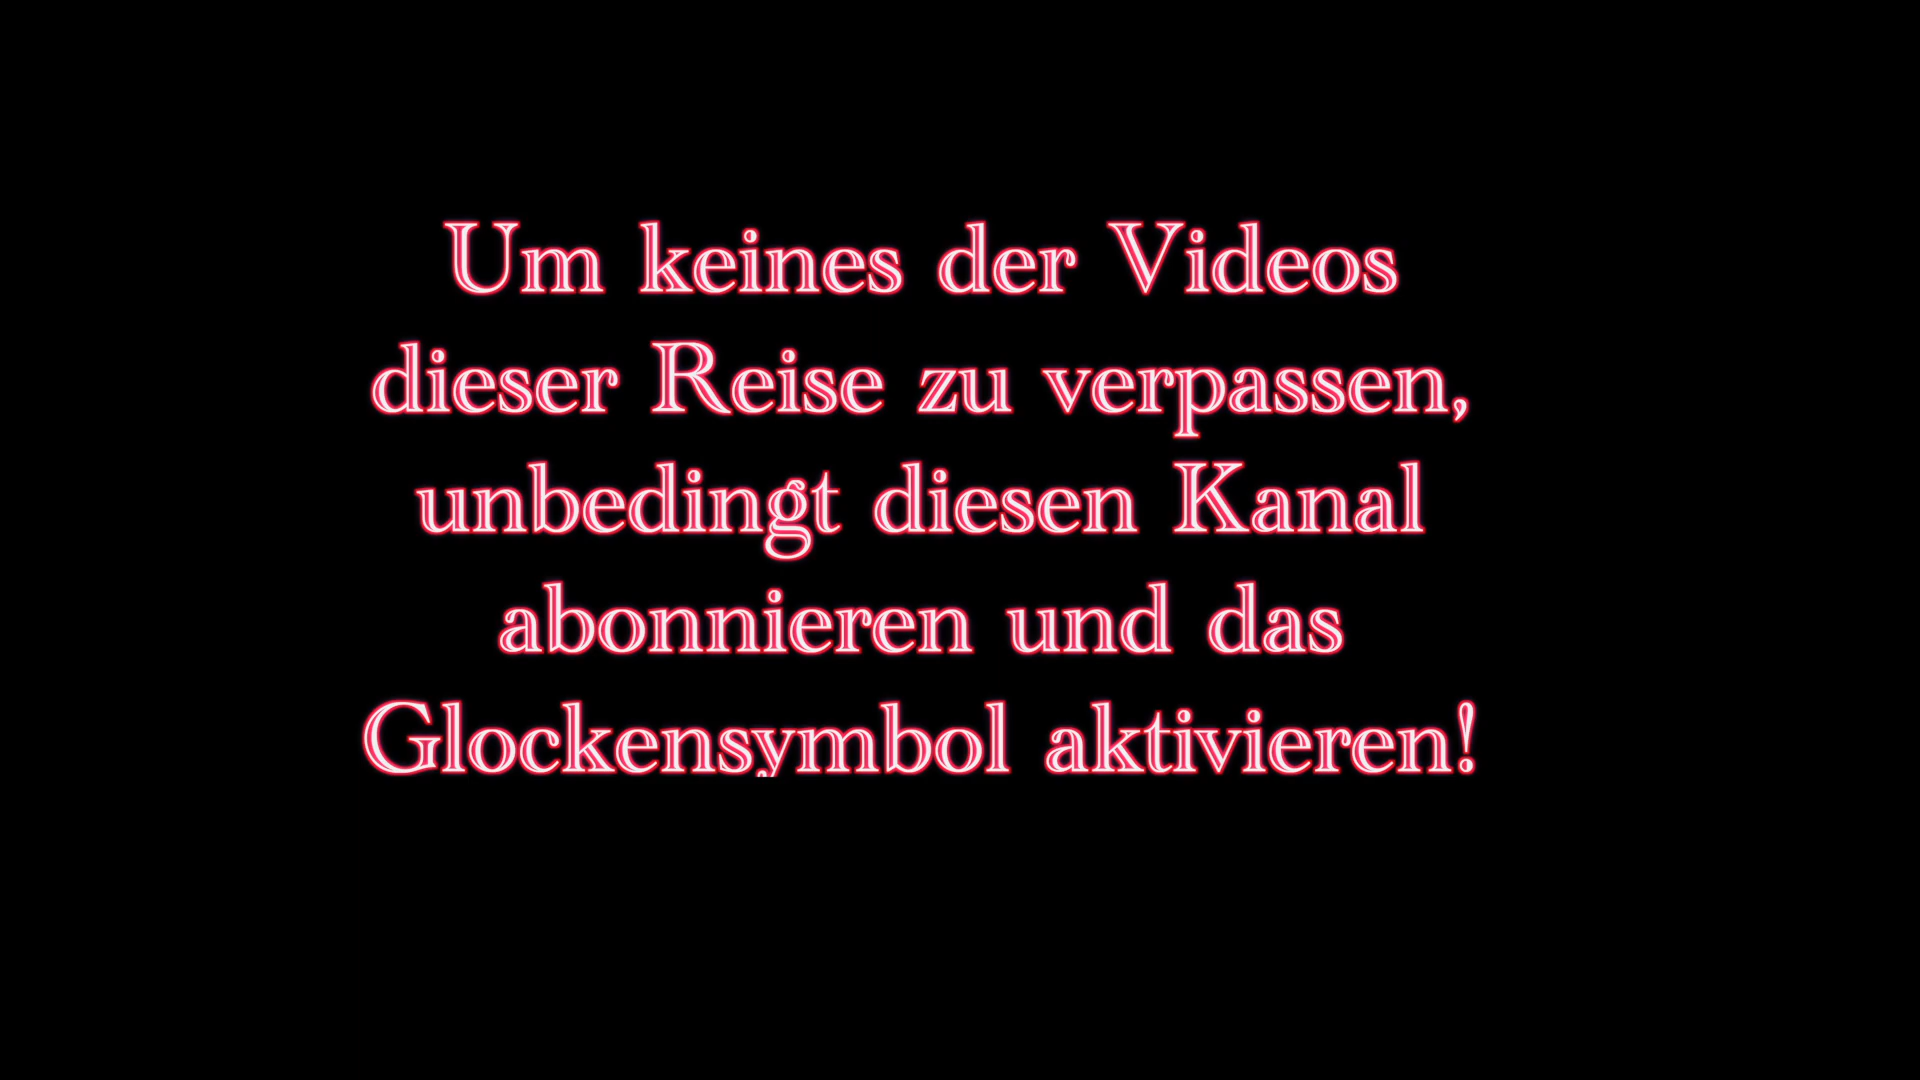 Um keines der Videos
dieser Reise zu verpassen,
unbedingt diesen Kanal
abonnieren und das
Glockensymbol aktivieren!